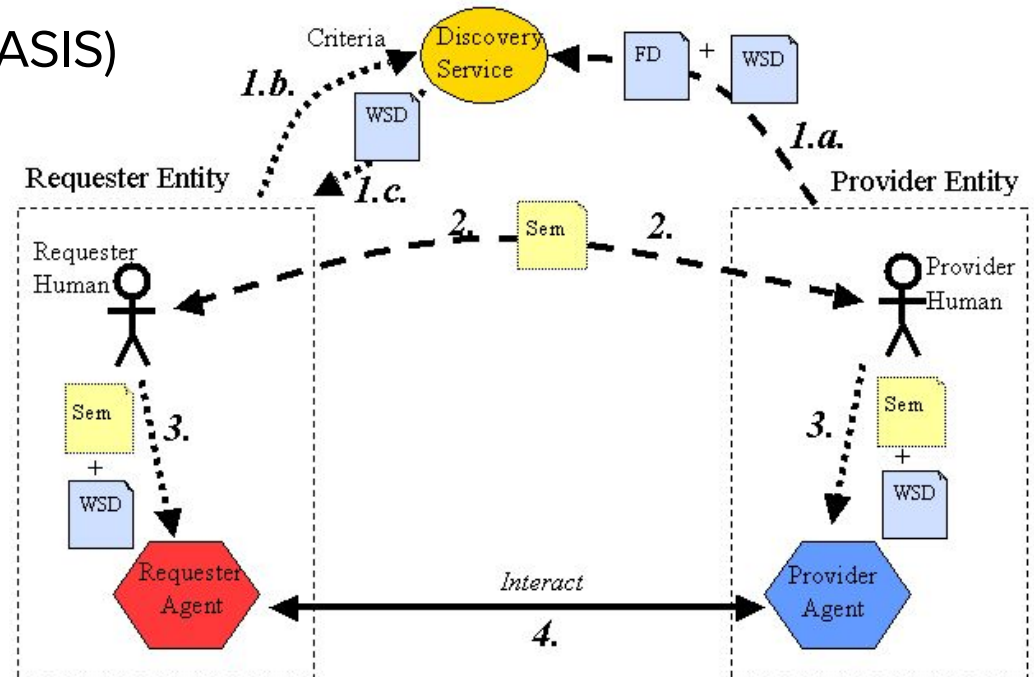 ASIS)
Criteria
Discovery
Service
FD
+
WSD
1.b.
WSD
1.a.
1.c.
Requester Entity
Provider Entity
2.
Sem
2.
Requester
Human
Provider
Human
Sem
3.
+
WSD
3.
Sem
+
WSD
Requester
Agent
Interact
4.
Provider
Agent